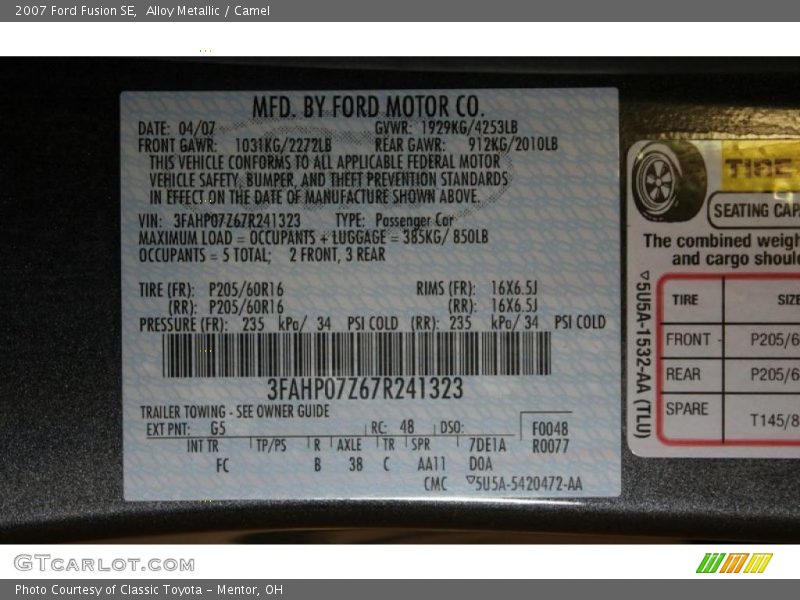 2007 Ford Fusion SE, Alloy Metallic / Camel
MFD. BY FORD MOTOR CO.
DATE: 04/07 GVWR: 1929KG/4253LB
FRONT GAWR: 1031KG/2272LB REAR GAWR: 912KG/2010LB
THIS VEHICLE CONFORMS TO ALL APPLICABLE FEDERAL MOTOR
VEHICLE SAFETY, BUMPER, AND THEFT PREVENTION STANDARDS
IN EFFECT ON THE DATE OF MANUFACTURE SHOWN ABOVE.
VIN: 3FAHP07Z67R241323 TYPE: Passenger Car
MAXIMUM LOAD = OCCUPANTS + LUGGAGE = 385KG/ 850LB
OCCUPANTS = 5 TOTAL; 2 FRONT, 3 REAR
TIRE (FR): P205/60R16 RIMS (FR): 16X6.5J
(RR): P205/60R16 (RR): 16X6.5J
PRESSURE (FR): 235 kPa/ 34 PSI COLD (RR): 235 kPa/ 34 PSI COLD
3FAHP07Z67R241323
TRAILER TOWING - SEE OWNER GUIDE
EXT PNT: G5 RC: 48 DSO: F0048
INT TR TP/PS R AXLE TR SPR 7DE1A R0077
FC B 38 C AA11 D0A
CMC 5U5A-5420472-AA
TIRE
SEATING CAP
The combined weigh
and cargo shoul
5U5A-1532-AA (TLU)
TIRE SIZE
FRONT P205/6
REAR P205/6
SPARE T145/8
GTCARLOT.COM
Photo Courtesy of Classic Toyota - Mentor, OH